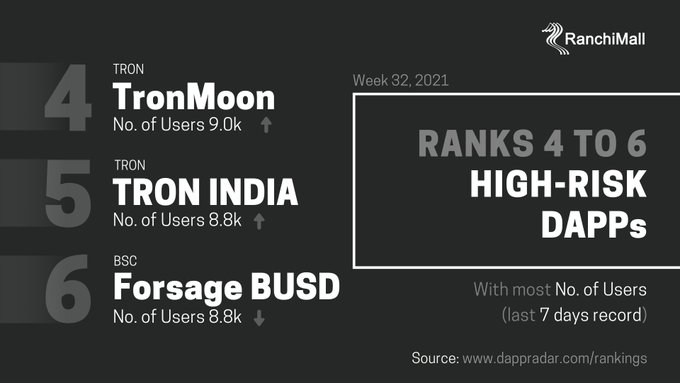 RanchiMall
4
TRON
TronMoon
No. of Users 9.0k
5
TRON
TRON INDIA
No. of Users 8.8k
6
BSC
Forsage BUSD
No. of Users 8.8k
Week 32, 2021
RANKS 4 TO 6
HIGH-RISK
DAPPs
With most No. of Users
(last 7 days record)
Source: www.dappradar.com/rankings